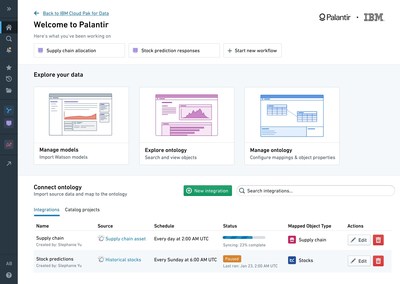 Back to IBM Cloud Pak for Data
Welcome to Palantir
Palantir
IBM
Here's what you've been working on
Supply chain allocation
Stock prediction responses
Start new workflow
Explore your data
Manage models
Import Watson models
Explore ontology
Search and view objects
Manage ontology
Configure mappings & object properties
Connect ontology
Import source data and map to the ontology.
New integration
Search integrations...
Integrations
Catalog projects
Name
Source
Schedule
Status
Mapped Object Type
Actions
Supply chain
Created by: Stephanie Yu
Supply chain asset
Every day at 2:00 AM UTC
Syncing: 23% complete
Supply chain
Edit
Stock predictions
Created by: Stephanie Yu
Historical stocks
Every Sunday at 6:00 AM UTC
Paused
Last ran: Jan 23, 2:00 AM UTC
Stocks
Edit